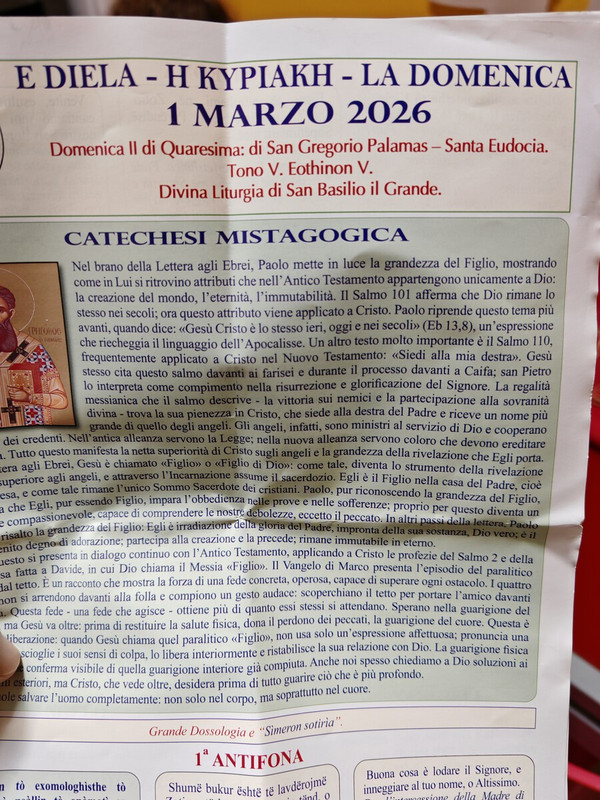 E DIELA - Η ΚΥΡΙΑΚΗ - LA DOMENICA
1 MARZO 2026
Domenica II di Quaresima: di San Gregorio Palamas – Santa Eudocia.
Tono V. Eothinon V.
Divina Liturgia di San Basilio il Grande.
CATECHESI MISTAGOGICA
Nel brano della Lettera agli Ebrei, Paolo mette in luce la grandezza del Figlio, mostrando
come in Lui si ritrovino attributi che nell'Antico Testamento appartengono unicamente a Dio:
la creazione del mondo, l'eternità, l'immutabilità. Il Salmo 101 afferma che Dio rimane lo
stesso nei secoli; ora questo attributo viene applicato a Cristo. Paolo riprende questo tema più
avanti, quando dice: «Gesù Cristo è lo stesso ieri, oggi e nei secoli» (Eb 13,8), un'espressione
che riecheggia il linguaggio dell'Apocalisse. Un altro testo molto importante è il Salmo 110,
frequentemente applicato a Cristo nel Nuovo Testamento: «Siedi alla mia destra». Gesù
stesso cita questo salmo davanti ai farisei e durante il processo davanti a Caifa; san Pietro
lo interpreta come compimento nella risurrezione e glorificazione del Signore. La regalità
messianica che il salmo descrive - la vittoria sui nemici e la partecipazione alla sovranità
divina - trova la sua pienezza in Cristo, che siede alla destra del Padre e riceve un nome più
grande di quello degli angeli. Gli angeli, infatti, sono ministri al servizio di Dio e cooperano
dei credenti. Nell'antica alleanza servono la Legge; nella nuova alleanza servono coloro che devono ereditare
Tutto questo manifesta la netta superiorità di Cristo sugli angeli e la grandezza della rivelazione che Egli porta.
agli Ebrei, Gesù è chiamato «Figlio» o «Figlio di Dio»: come tale, diventa lo strumento della rivelazione
superiore agli angeli, e attraverso l'Incarnazione assume il sacerdozio. Egli è il Figlio nella casa del Padre, cioè
e come tale rimane l'unico Sommo Sacerdote dei cristiani. Paolo, pur riconoscendo la grandezza del Figlio,
che Egli, pur essendo Figlio, impara l'obbedienza nelle prove e nelle sofferenze; proprio per questo diventa un
e compassionevole, capace di comprendere le nostre debolezze, eccetto il peccato. In altri passi della lettera, Paolo
risalto la grandezza del Figlio: Egli è irradiazione della gloria del Padre, impronta della sua sostanza, Dio vero; è il
degno di adorazione; partecipa alla creazione e la precede; rimane immutabile in eterno.
si presenta in dialogo continuo con l'Antico Testamento, applicando a Cristo le profezie del Salmo 2 e della
fatta a Davide, in cui Dio chiama il Messia «Figlio». Il Vangelo di Marco presenta l'episodio del paralitico
dal tetto. È un racconto che mostra la forza di una fede concreta, operosa, capace di superare ogni ostacolo. I quattro
non si arrendono davanti alla folla e compiono un gesto audace: scoperchiano il tetto per portare l'amico davanti
Questa fede - una fede che agisce - ottiene più di quanto essi stessi si attendano. Sperano nella guarigione del
ma Gesù va oltre: prima di restituire la salute fisica, dona il perdono dei peccati, la guarigione del cuore. Questa è
liberazione: quando Gesù chiama quel paralitico «Figlio», non usa solo un'espressione affettuosa; pronuncia una
scioglie i suoi sensi di colpa, lo libera interiormente e ristabilisce la sua relazione con Dio. La guarigione fisica
conferma visibile di quella guarigione interiore già compiuta. Anche noi spesso chiediamo a Dio soluzioni ai
esteriori, ma Cristo, che vede oltre, desidera prima di tutto guarire ciò che è più profondo.
salvare l'uomo completamente: non solo nel corpo, ma soprattutto nel cuore.
Grande Dossologia e “Simeron sotiria”.
1ª ANTIFONA
tò exomologhìsthe tò
Shumë bukur është të lavdërojmë
Buona cosa è lodare il Signore, e
inneggiare al tuo nome, o Altissimo.